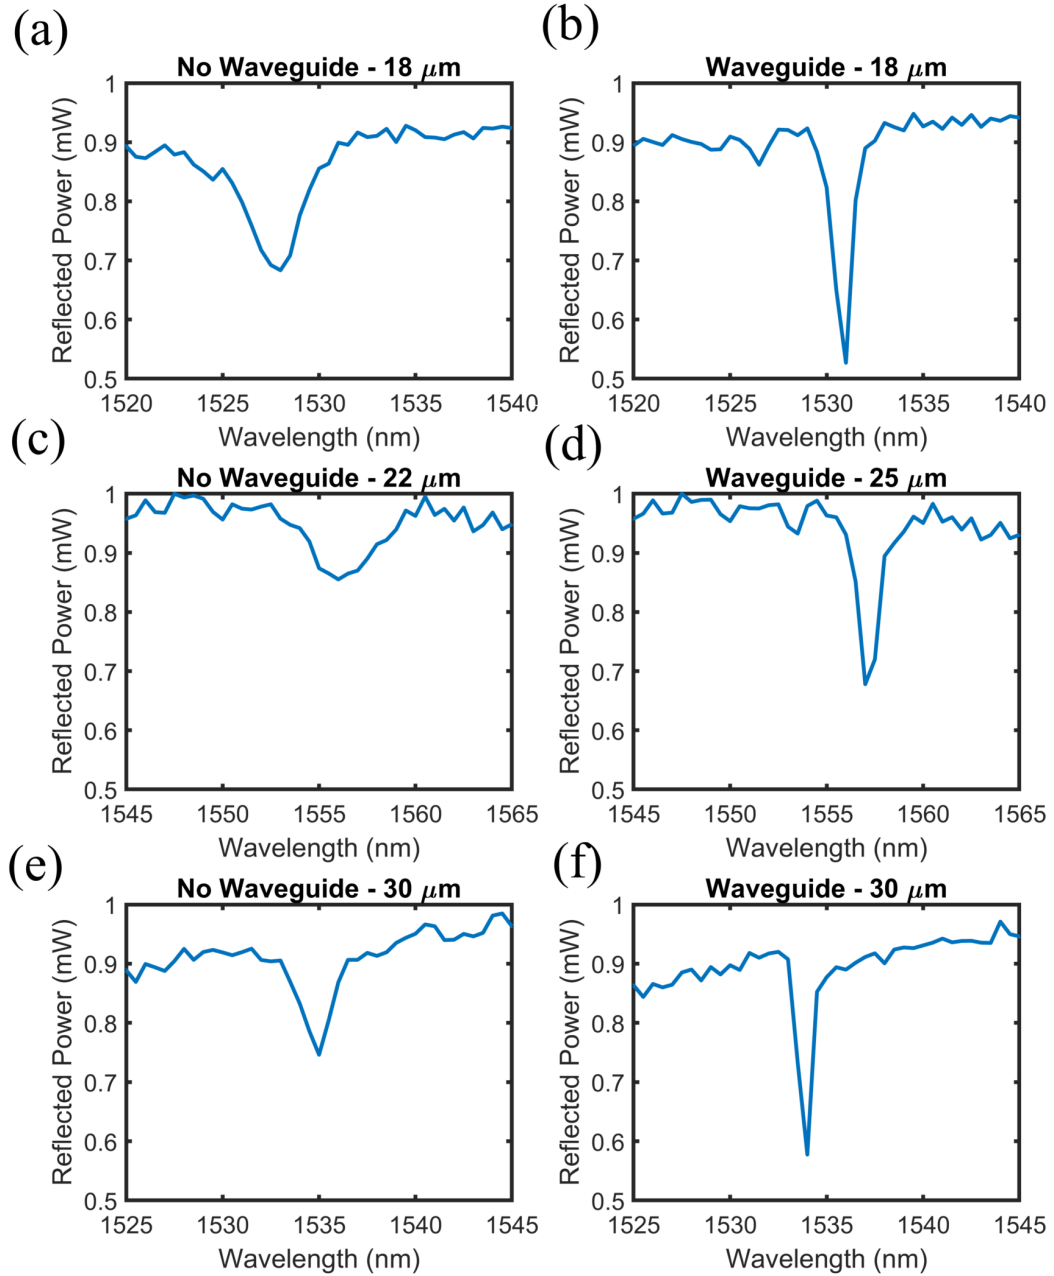 (a)
No Waveguide - 18 μm
Reflected Power (mW)
1
0.9
0.8
0.7
0.6
0.5
1520 1525 1530 1535 1540
Wavelength (nm)
(b)
Waveguide - 18 μm
Reflected Power (mW)
1
0.9
0.8
0.7
0.6
0.5
1520 1525 1530 1535 1540
Wavelength (nm)
(c)
No Waveguide - 22 μm
Reflected Power (mW)
1
0.9
0.8
0.7
0.6
0.5
1545 1550 1555 1560 1565
Wavelength (nm)
(d)
Waveguide - 25 μm
Reflected Power (mW)
1
0.9
0.8
0.7
0.6
0.5
1545 1550 1555 1560 1565
Wavelength (nm)
(e)
No Waveguide - 30 μm
Reflected Power (mW)
1
0.9
0.8
0.7
0.6
0.5
1525 1530 1535 1540 1545
Wavelength (nm)
(f)
Waveguide - 30 μm
Reflected Power (mW)
1
0.9
0.8
0.7
0.6
0.5
1525 1530 1535 1540 1545
Wavelength (nm)